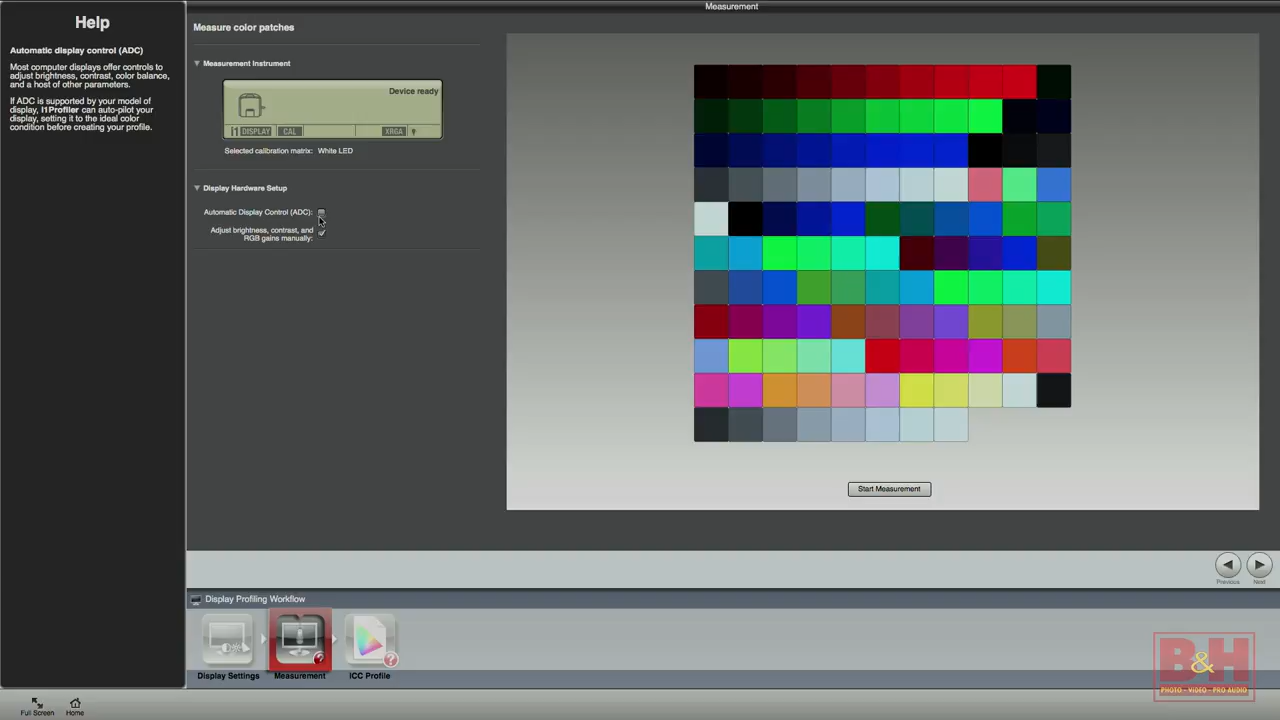 Help
Automatic display control (ADC)
Most computer displays offer controls to
adjust brightness, contrast, color balance,
and a host of other parameters.
If ADC is supported by your model of
display, i1Profiler can auto-pilot your
display, setting it to the ideal color
condition before creating your profile.
Measurement
Measure color patches
Measurement Instrument
Device ready
i1 DISPLAY CAL XRGA
Selected calibration matrix: White LED
Display Hardware Setup
Automatic Display Control (ADC):
Adjust brightness, contrast, and
RGB gains manually:
Start Measurement
Previous Next
Display Profiling Workflow
Display Settings Measurement ICC Profile
B&H
PHOTO - VIDEO - PRO AUDIO
Full Screen Home